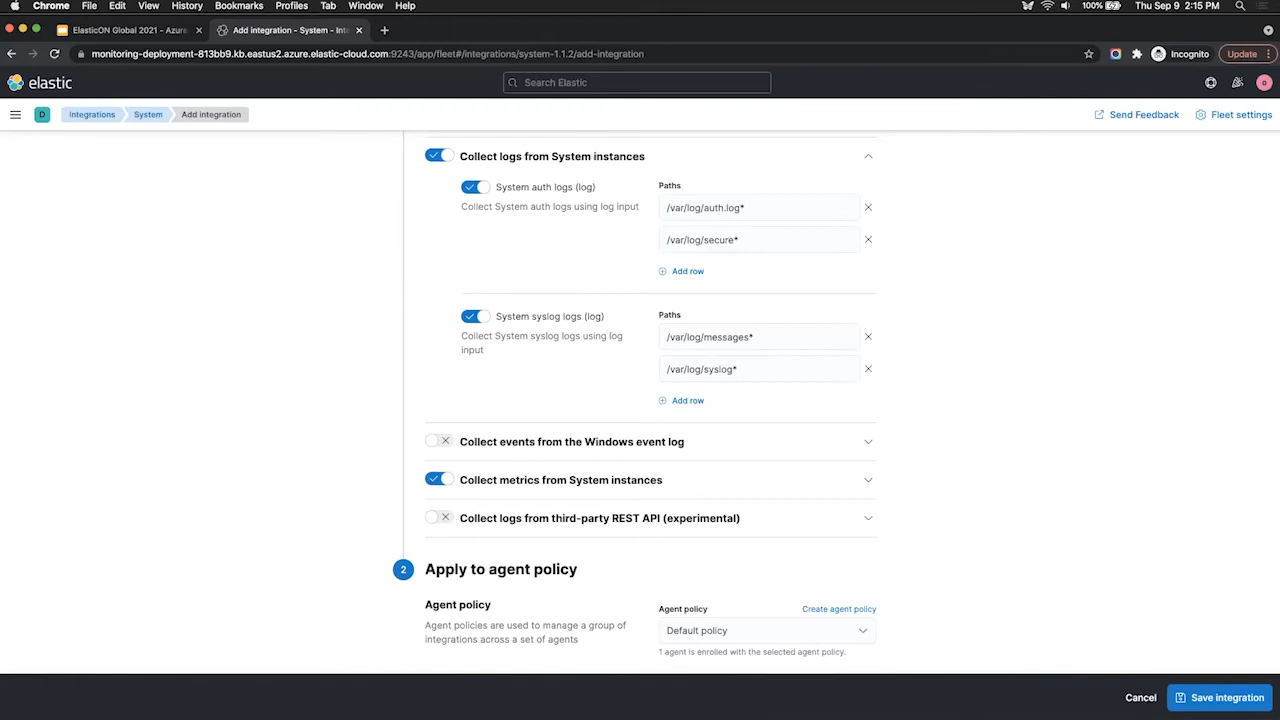 Chrome File Edit View History Bookmarks Profiles Tab Window Help 100% Thu Sep 9 2:15 PM
ElasticON Global 2021 - Azure Add integration - System - Inte
monitoring-deployment-813bb9.kb.eastus2.azure.elastic-cloud.com:9243/app/fleet#/integrations/system-1.1.2/add-integration Incognito Update
elastic Search Elastic
D Integrations System Add integration Send Feedback Fleet settings
Collect logs from System instances
System auth logs (log)
Collect System auth logs using log input
Paths
/var/log/auth.log*
/var/log/secure*
Add row
System syslog logs (log)
Collect System syslog logs using log
input
Paths
/var/log/messages*
/var/log/syslog*
Add row
Collect events from the Windows event log
Collect metrics from System instances
Collect logs from third-party REST API (experimental)
2 Apply to agent policy
Agent policy
Agent policies are used to manage a group of
integrations across a set of agents
Agent policy Create agent policy
Default policy
1 agent is enrolled with the selected agent policy.
Cancel Save integration